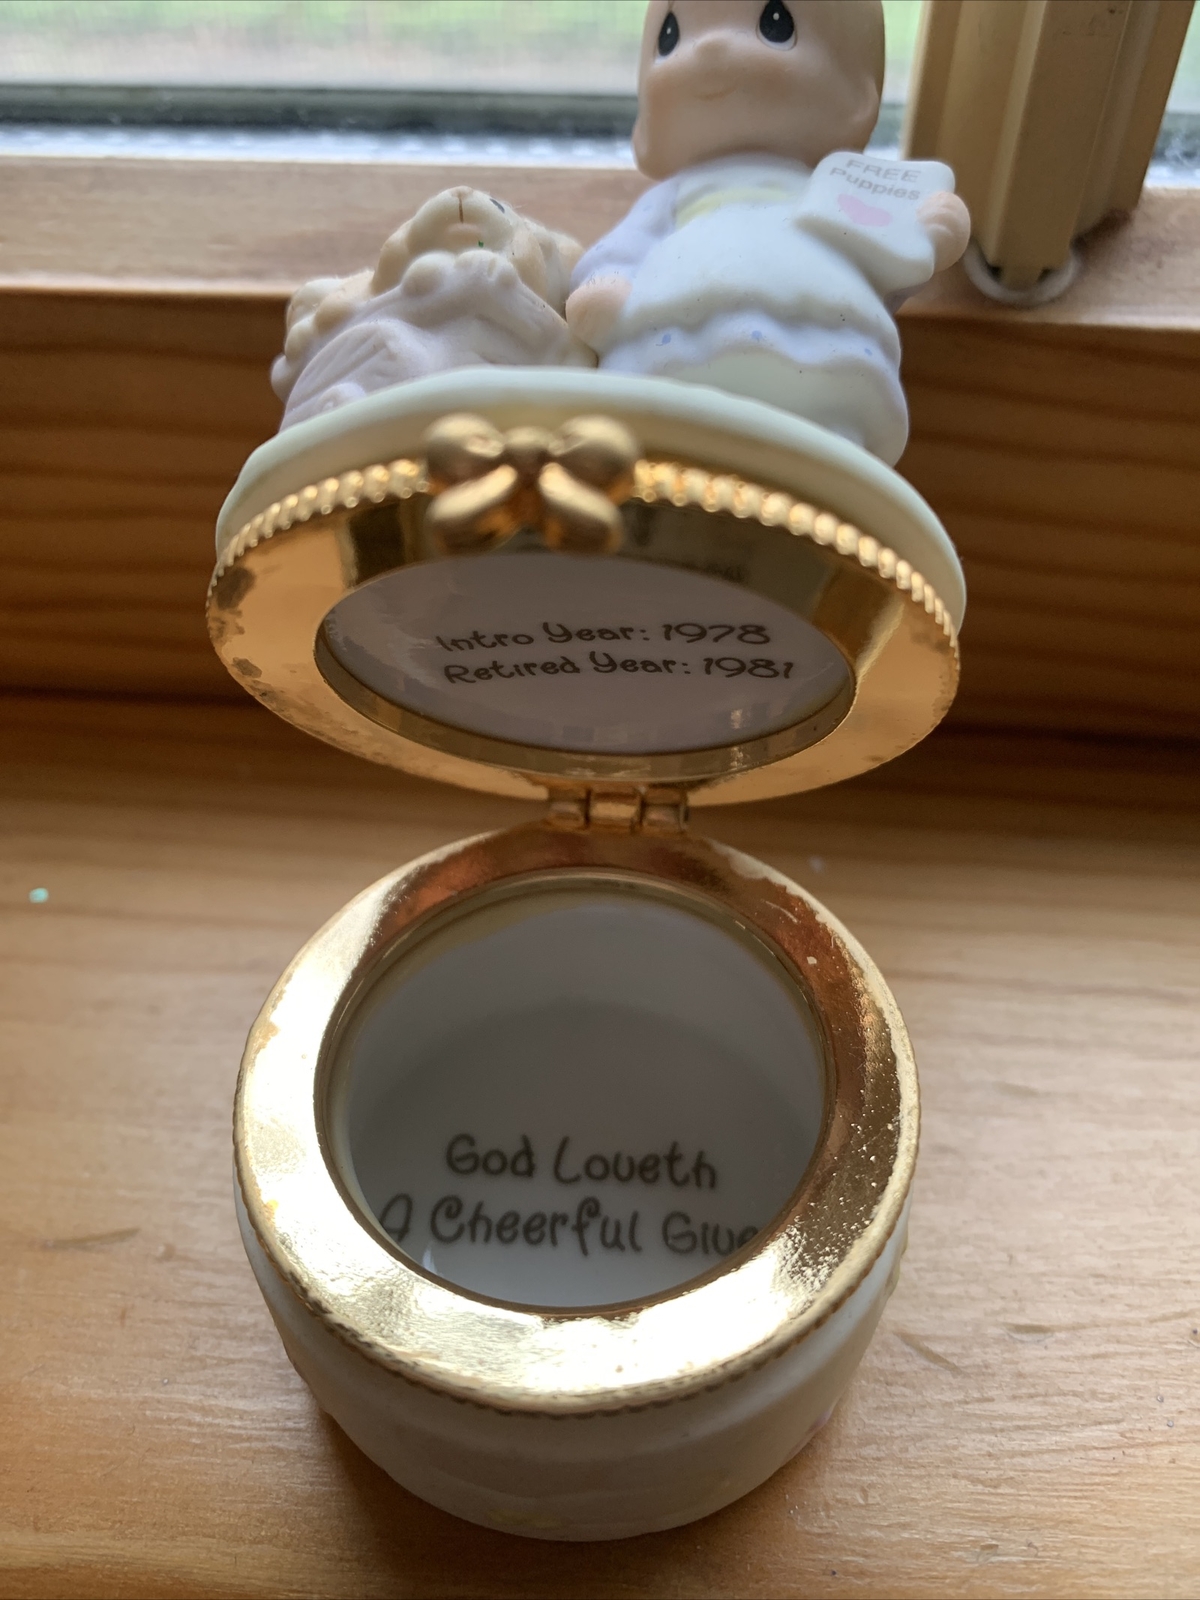 FREE
Puppies
Intro Year: 1978
Retired Year: 1981
God Loveth
A Cheerful Give